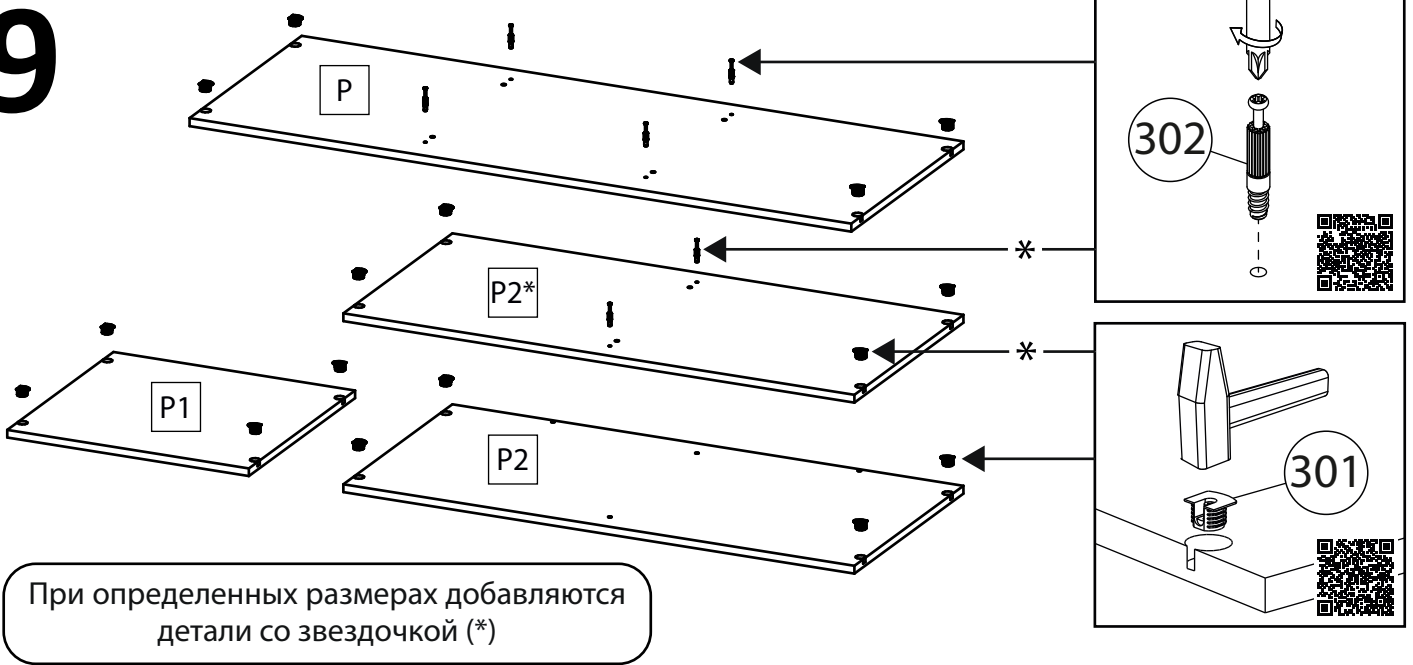 9
P
302
*
P2*
*
P1
P2
301
При определенных размерах добавляются
детали со звездочкой (*)